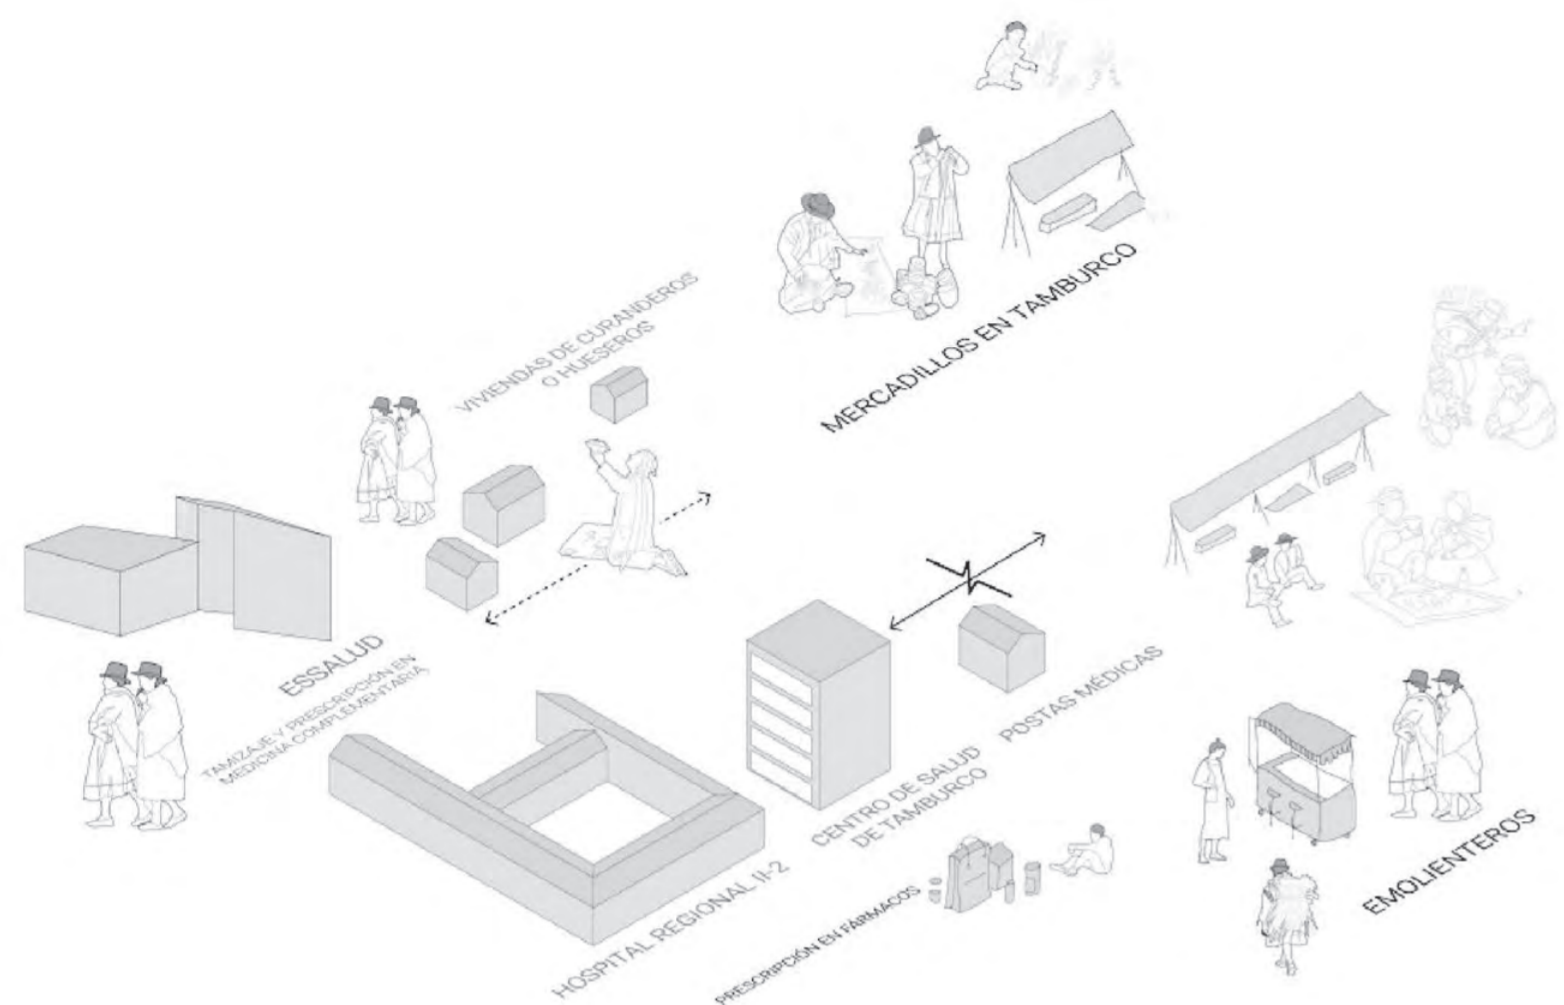 MERCADILLOS EN TAMBURCO
VIVIENDAS DE CURANDEROS
O HUESEROS
ESSALUD
TAMIZAJE Y PRESCRIPCIÓN EN
MEDICINA COMPLEMENTARIA
HOSPITAL REGIONAL II-2
CENTRO DE SALUD
DE TAMBURCO
POSTAS MÉDICAS
PRESCRIPCIÓN EN FÁRMACOS
EMOLIENTEROS